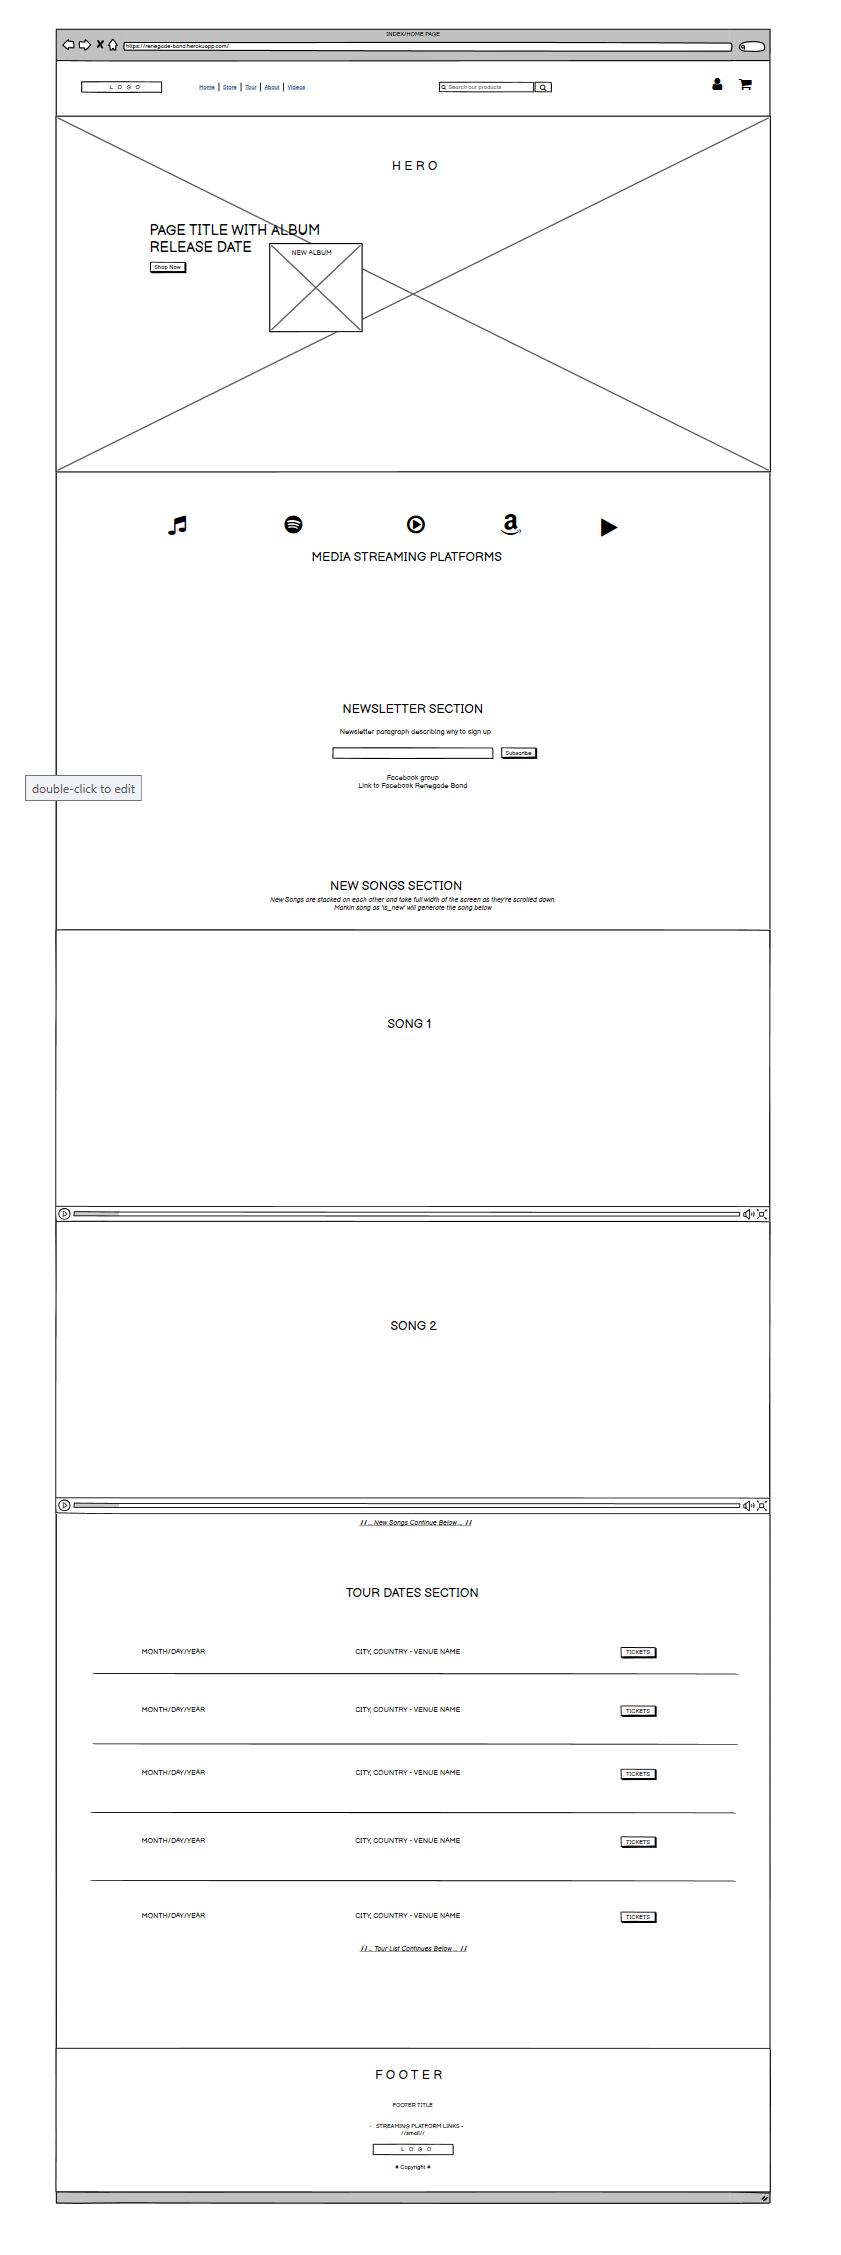 INDEX/HOME PAGE
https://renegade-band.herokuapp.com/
L O G O
Home | Store | Tour | About | Videos
Search our products
H E R O
PAGE TITLE WITH ALBUM
RELEASE DATE
Shop Now
NEW ALBUM
MEDIA STREAMING PLATFORMS
NEWSLETTER SECTION
Newsletter paragraph describing why to sign up
Subscribe
Facebook group
Link to Facebook Renegade Band
double-click to edit
NEW SONGS SECTION
New Songs are stacked on each other and take full width of the screen as they're scrolled down.
Markin song as 'is_new' will generate the song below
SONG 1
SONG 2
// ... New Songs Continue Below ... //
TOUR DATES SECTION
MONTH/DAY/YEAR CITY, COUNTRY - VENUE NAME TICKETS
MONTH/DAY/YEAR CITY, COUNTRY - VENUE NAME TICKETS
MONTH/DAY/YEAR CITY, COUNTRY - VENUE NAME TICKETS
MONTH/DAY/YEAR CITY, COUNTRY - VENUE NAME TICKETS
MONTH/DAY/YEAR CITY, COUNTRY - VENUE NAME TICKETS
// ... Tour List Continues Below ... //
F O O T E R
FOOTER TITLE
- STREAMING PLATFORM LINKS -
//small//
L O G O
# Copyright #